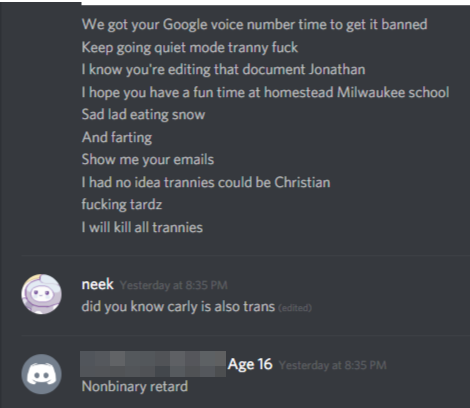 We got your Google voice number time to get it banned
Keep going quiet mode tranny fuck
I know you're editing that document Jonathan
I hope you have a fun time at homestead Milwaukee school
Sad lad eating snow
And farting
Show me your emails
I had no idea trannies could be Christian
fucking tardz
I will kill all trannies
neek Yesterday at 8:35 PM
did you know carly is also trans (edited)
Age 16 Yesterday at 8:35 PM
Nonbinary retard